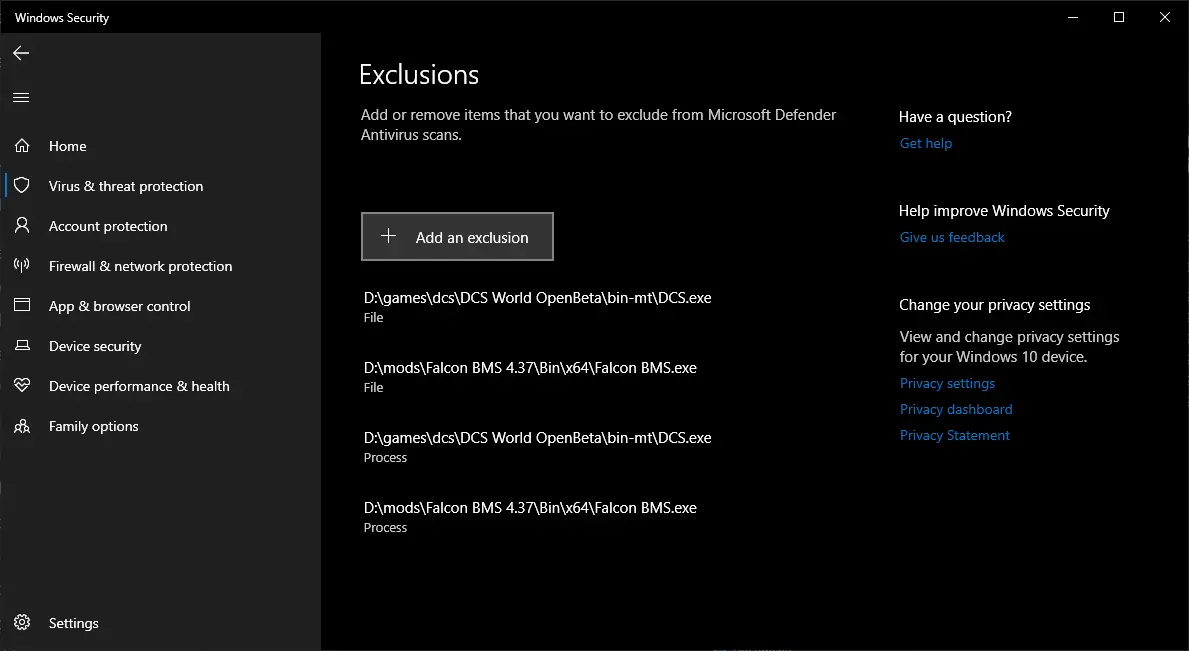 Windows Security
Home
Virus & threat protection
Account protection
Firewall & network protection
App & browser control
Device security
Device performance & health
Family options
Settings
Exclusions
Add or remove items that you want to exclude from Microsoft Defender
Antivirus scans.
Add an exclusion
D:\games\dcs\DCS World OpenBeta\bin-mt\DCS.exe
File
D:\mods\Falcon BMS 4.37\Bin\x64\Falcon BMS.exe
File
D:\games\dcs\DCS World OpenBeta\bin-mt\DCS.exe
Process
D:\mods\Falcon BMS 4.37\Bin\x64\Falcon BMS.exe
Process
Have a question?
Get help
Help improve Windows Security
Give us feedback
Change your privacy settings
View and change privacy settings
for your Windows 10 device.
Privacy settings
Privacy dashboard
Privacy Statement